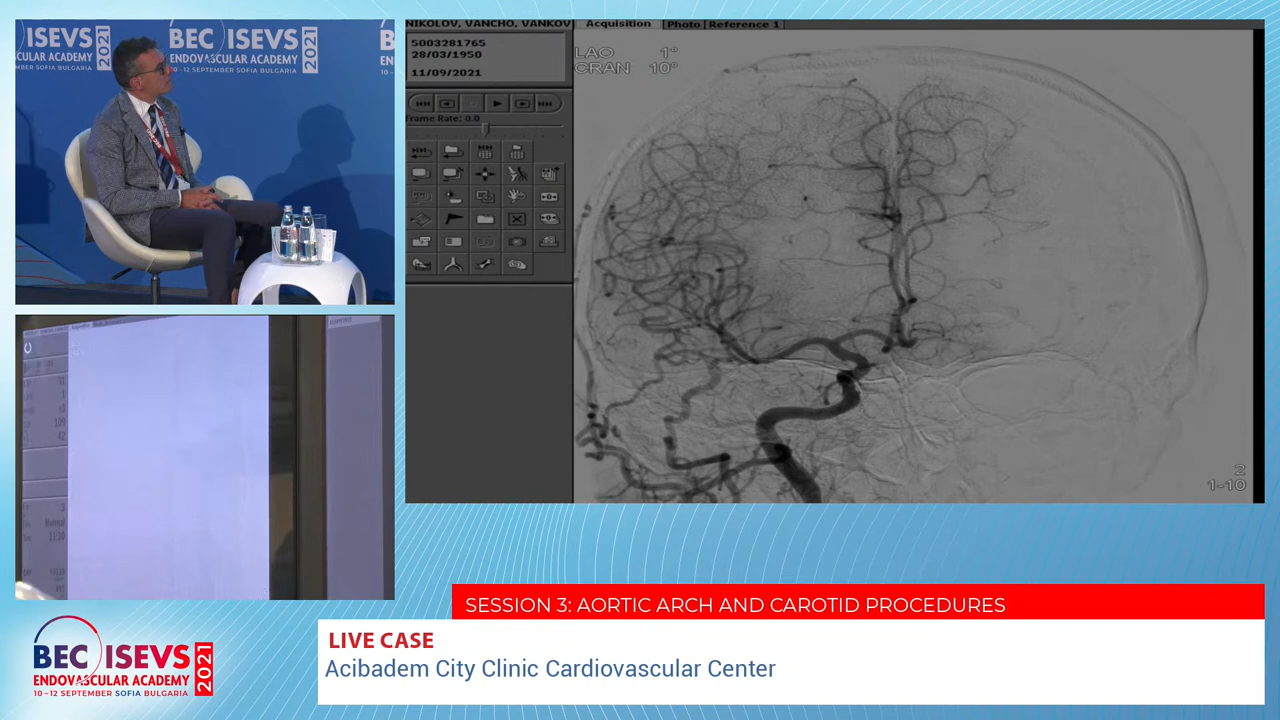 BEC ISEVS 2021
ENDOVASCULAR ACADEMY
10-12 SEPTEMBER SOFIA BULGARIA
NIKOLOV, VANCHO, VANKOV
5003281765
28/03/1950
11/09/2021
Frame Rate: 0.0
Acquisition Photo Reference 1
LAO 1°
CRAN 10°
2
1-10
SESSION 3: AORTIC ARCH AND CAROTID PROCEDURES
LIVE CASE
Acibadem City Clinic Cardiovascular Center
BEC ISEVS 2021
ENDOVASCULAR ACADEMY
10-12 SEPTEMBER SOFIA BULGARIA